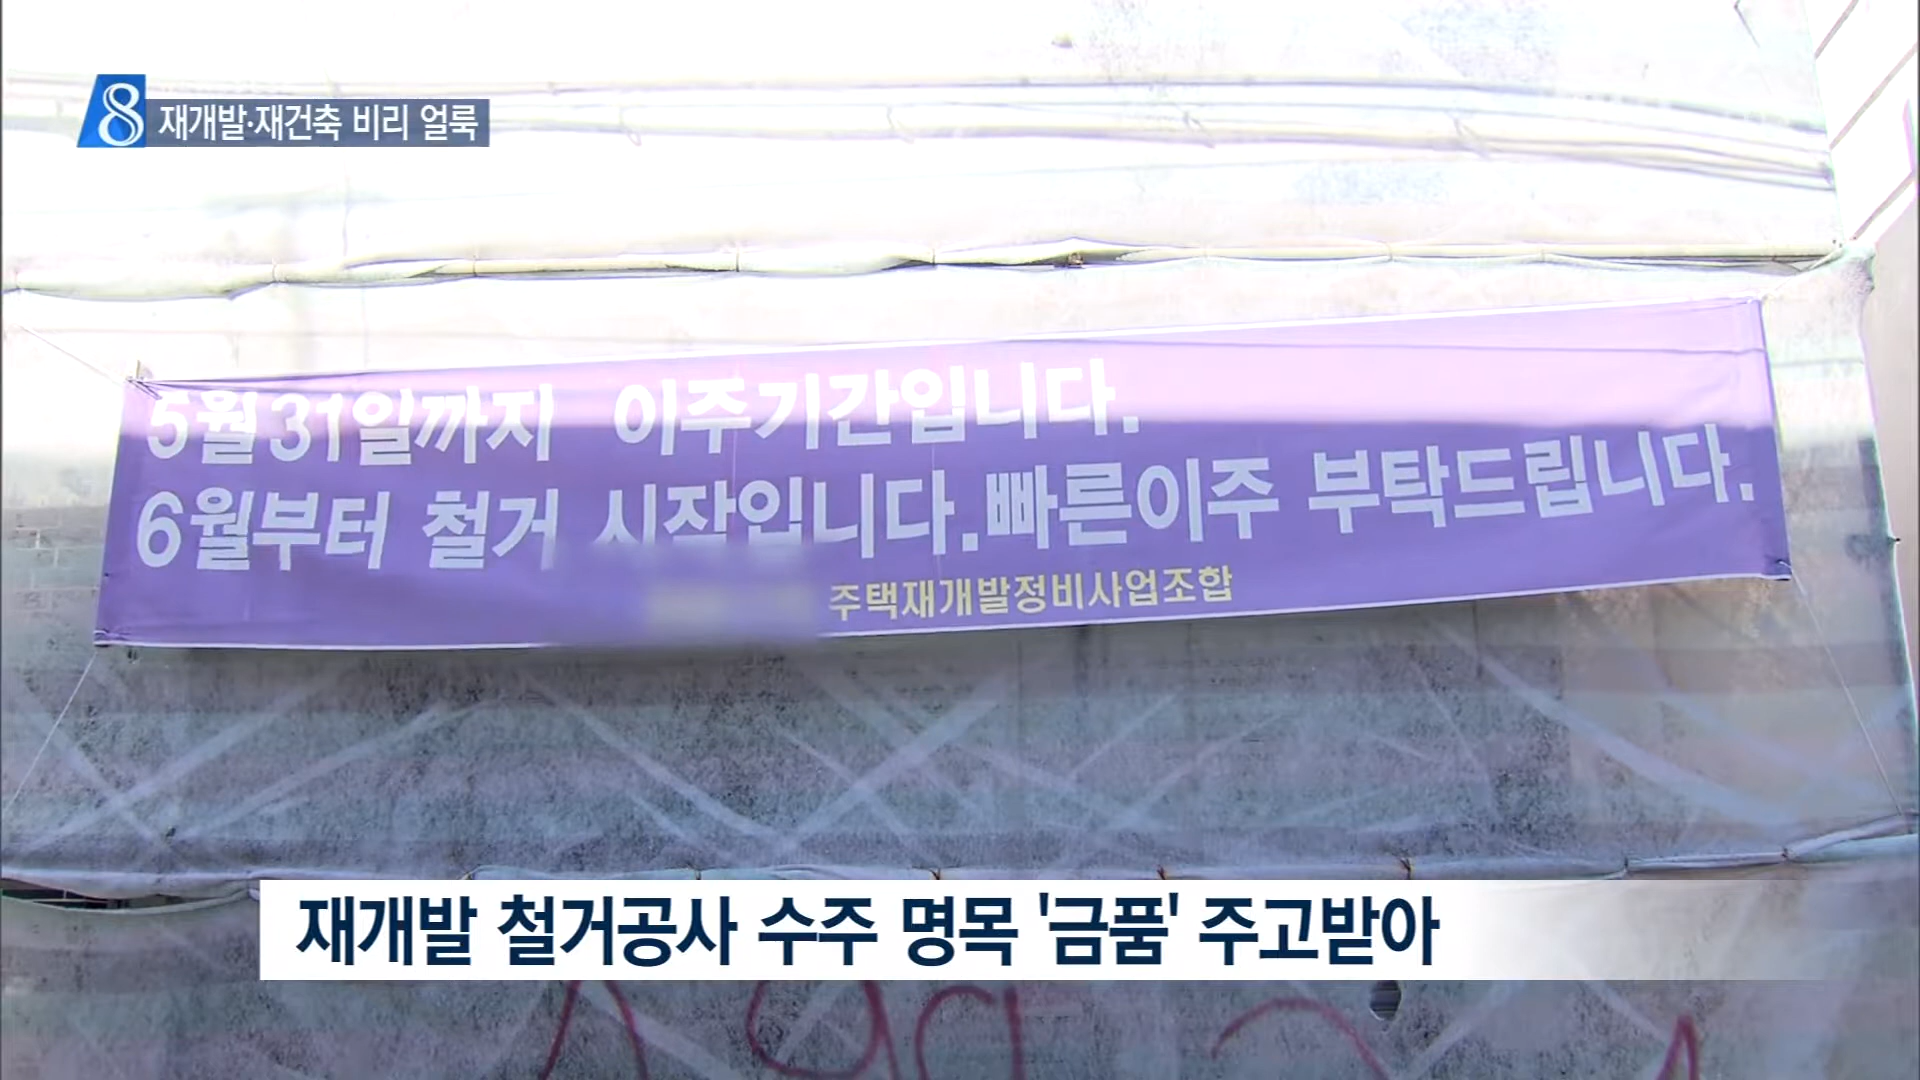 8 재개발·재건축 비리 얼룩
5월31일까지 이주기간입니다.
6월부터 철거 시작입니다.빠른이주 부탁드립니다.
주택재개발정비사업조합
재개발 철거공사 수주 명목 '금품' 주고받아